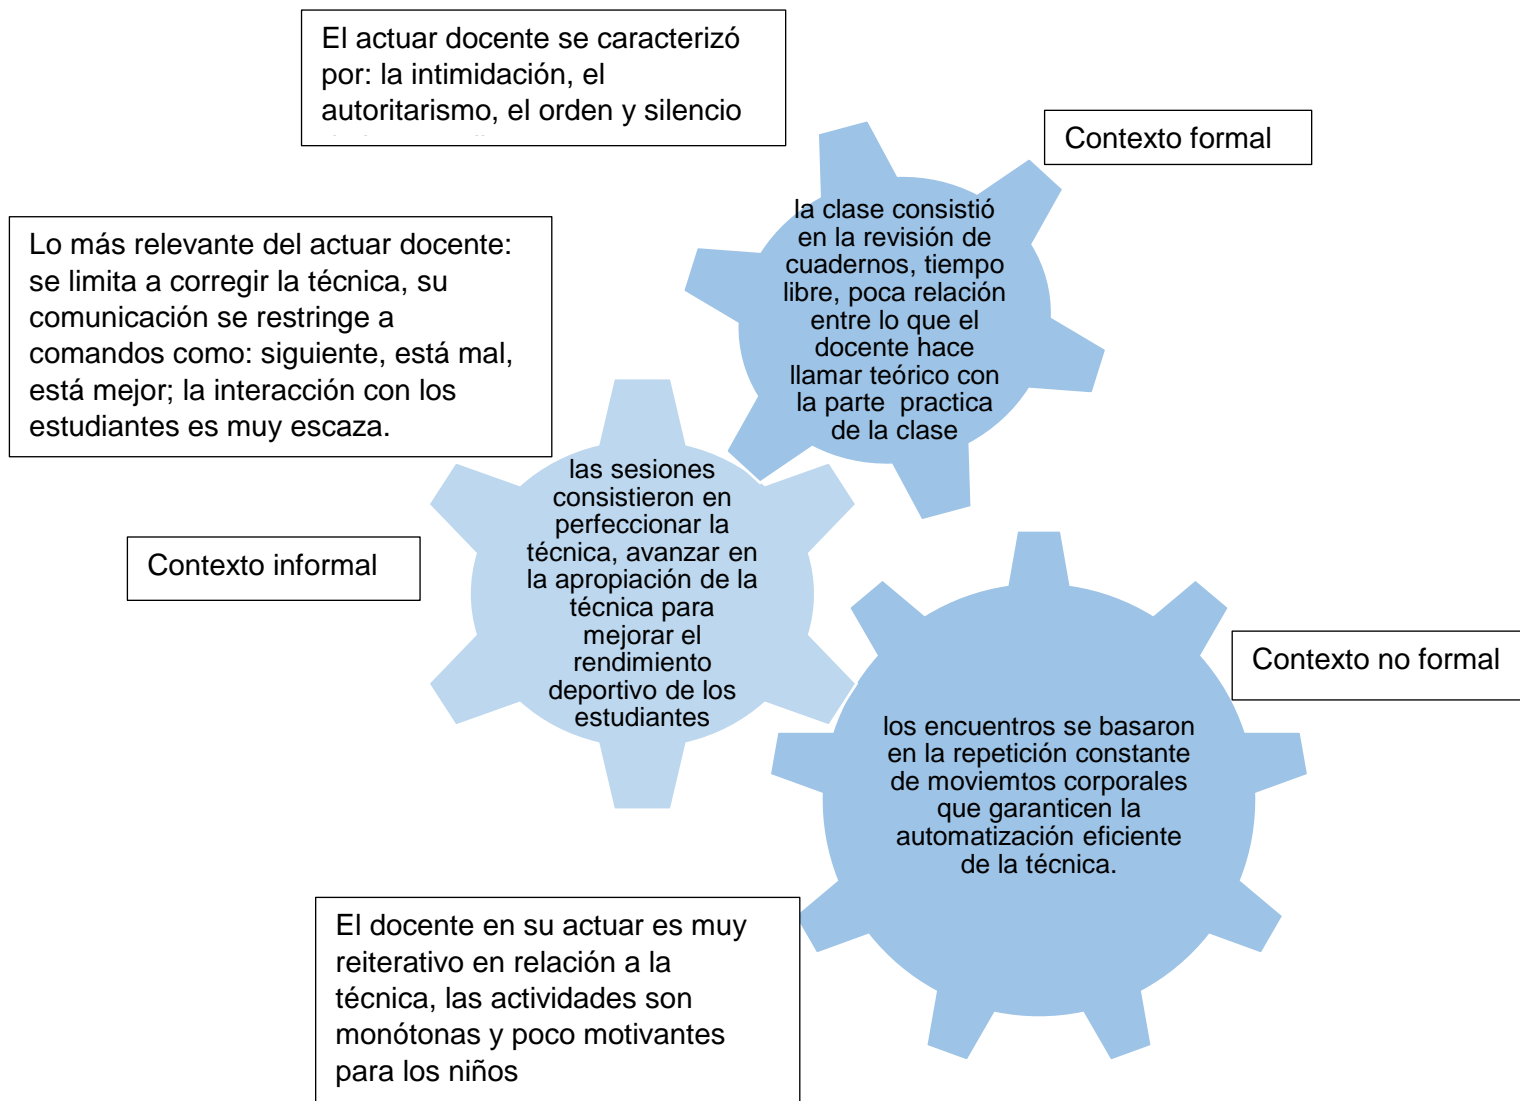 El actuar docente se caracterizó
por: la intimidación, el
autoritarismo, el orden y silencio
Contexto formal
la clase consistió
en la revisión de
cuadernos, tiempo
libre, poca relación
entre lo que el
docente hace
llamar teórico con
la parte  practica
de la clase
Lo más relevante del actuar docente:
se limita a corregir la técnica, su
comunicación se restringe a
comandos como: siguiente, está mal,
está mejor; la interacción con los
estudiantes es muy escaza.
las sesiones
consistieron en
perfeccionar la
técnica, avanzar en
la apropiación de la
técnica para
mejorar el
rendimiento
deportivo de los
estudiantes
Contexto informal
Contexto no formal
los encuentros se basaron
en la repetición constante
de moviemtos corporales
que garanticen la
automatización eficiente
de la técnica.
El docente en su actuar es muy
reiterativo en relación a la
técnica, las actividades son
monótonas y poco motivantes
para los niños